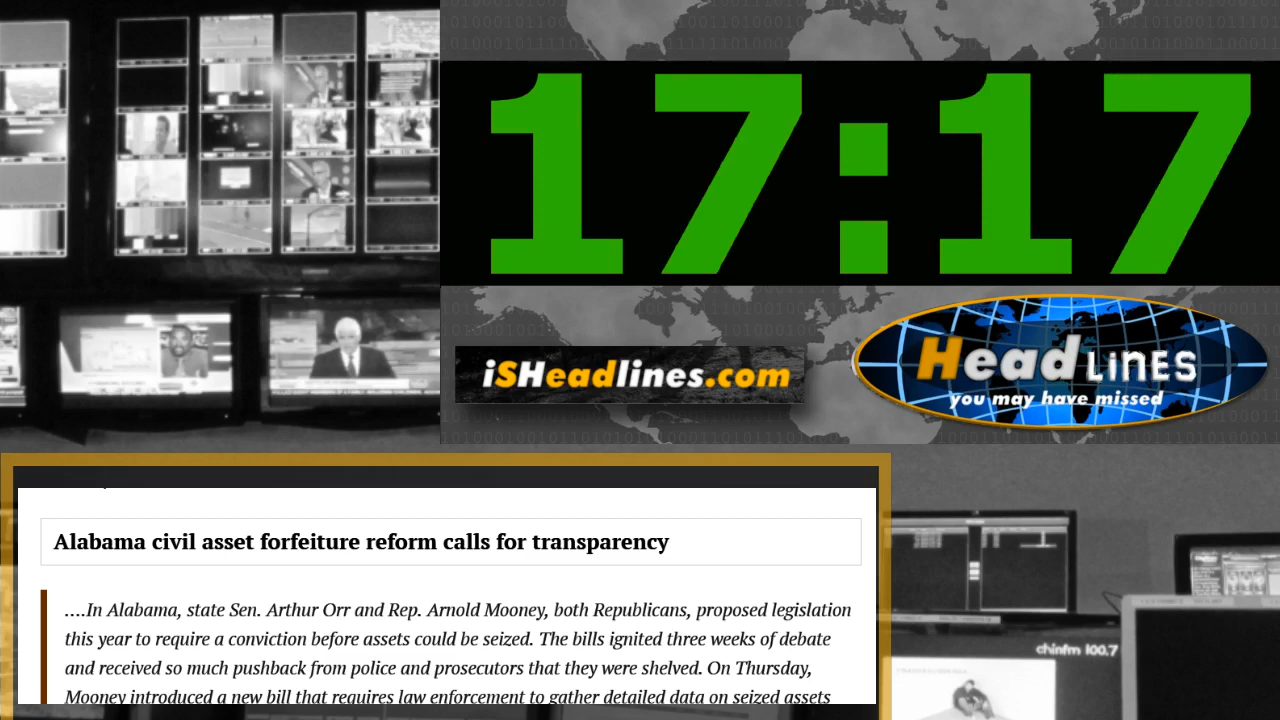 17:17
iSHeadlines.com
HeadLINES
you may have missed
Alabama civil asset forfeiture reform calls for transparency
....In Alabama, state Sen. Arthur Orr and Rep. Arnold Mooney, both Republicans, proposed legislation
this year to require a conviction before assets could be seized. The bills ignited three weeks of debate
and received so much pushback from police and prosecutors that they were shelved. On Thursday,
Mooney introduced a new bill that requires law enforcement to gather detailed data on seized assets
chinfm 100.7